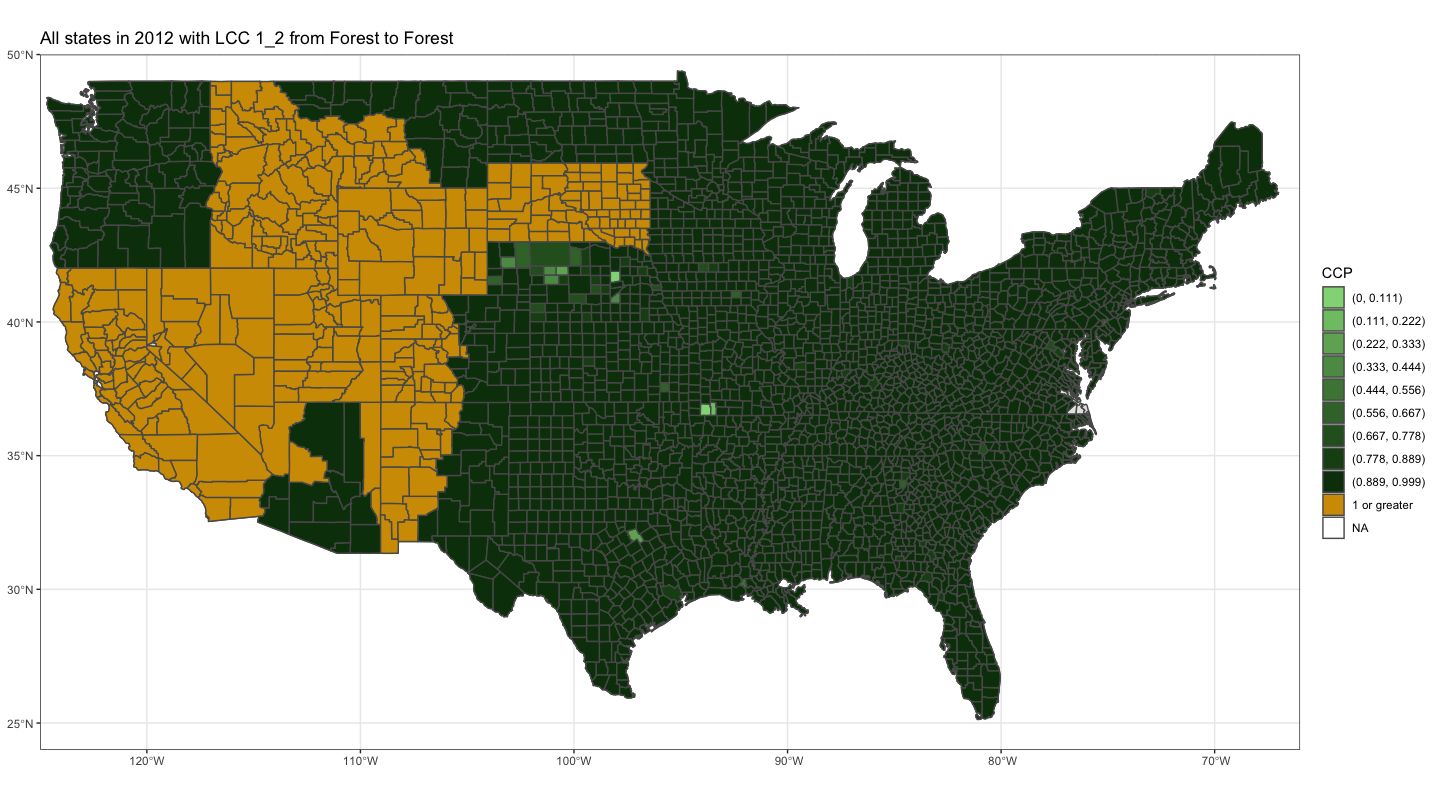 All states in 2012 with LCC 1_2 from Forest to Forest
50°N
45°N
40°N
35°N
30°N
25°N
120°W
110°W
100°W
90°W
80°W
70°W
CCP
(0, 0.111)
(0.111, 0.222)
(0.222, 0.333)
(0.333, 0.444)
(0.444, 0.556)
(0.556, 0.667)
(0.667, 0.778)
(0.778, 0.889)
(0.889, 0.999)
1 or greater
NA